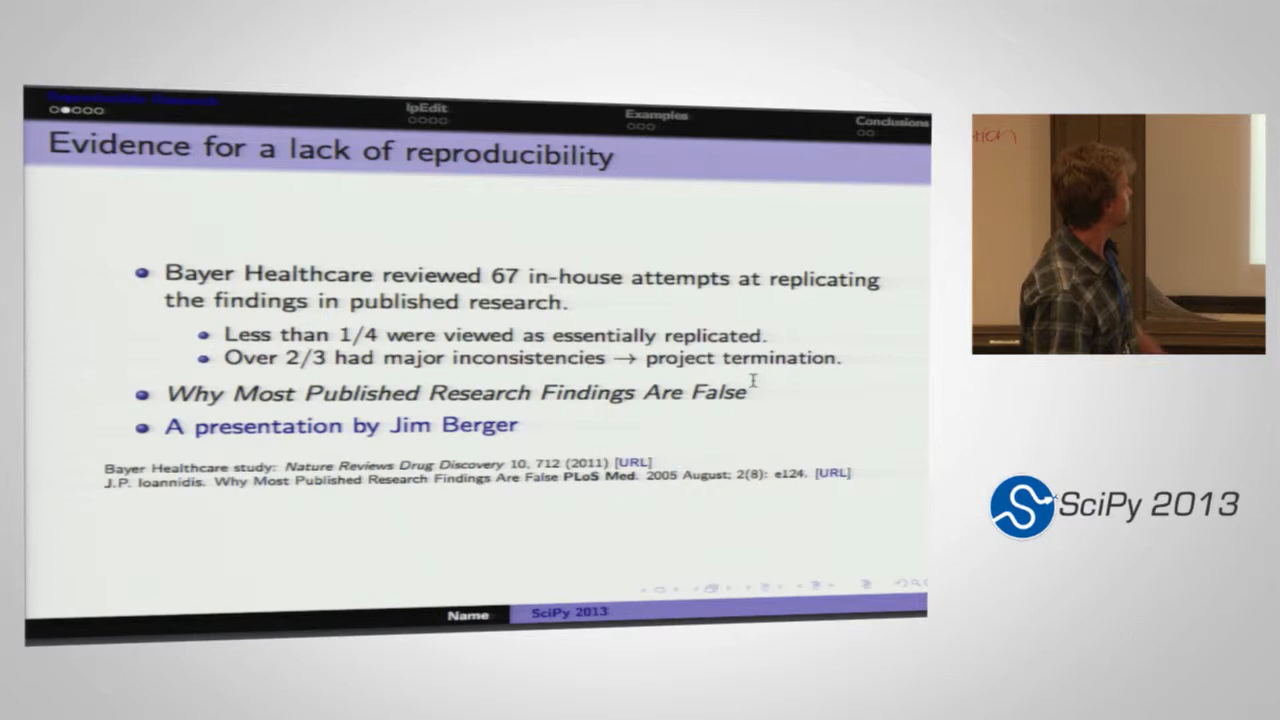 Reproducible Research
IpEdit
Examples
Conclusions
Evidence for a lack of reproducibility
Bayer Healthcare reviewed 67 in-house attempts at replicating
the findings in published research.
Less than 1/4 were viewed as essentially replicated.
Over 2/3 had major inconsistencies → project termination.
Why Most Published Research Findings Are False
A presentation by Jim Berger
Bayer Healthcare study: Nature Reviews Drug Discovery 10, 712 (2011) [URL]
J.P. Ioannidis. Why Most Published Research Findings Are False PLoS Med. 2005 August; 2(8): e124. [URL]
Name
SciPy 2013
tion
SciPy 2013